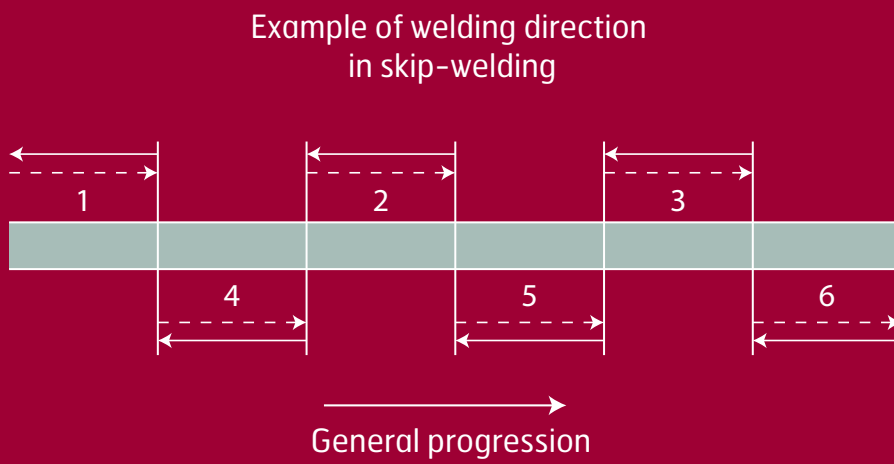 Example of welding direction
in skip-welding
1 2 3
4 5 6
General progression